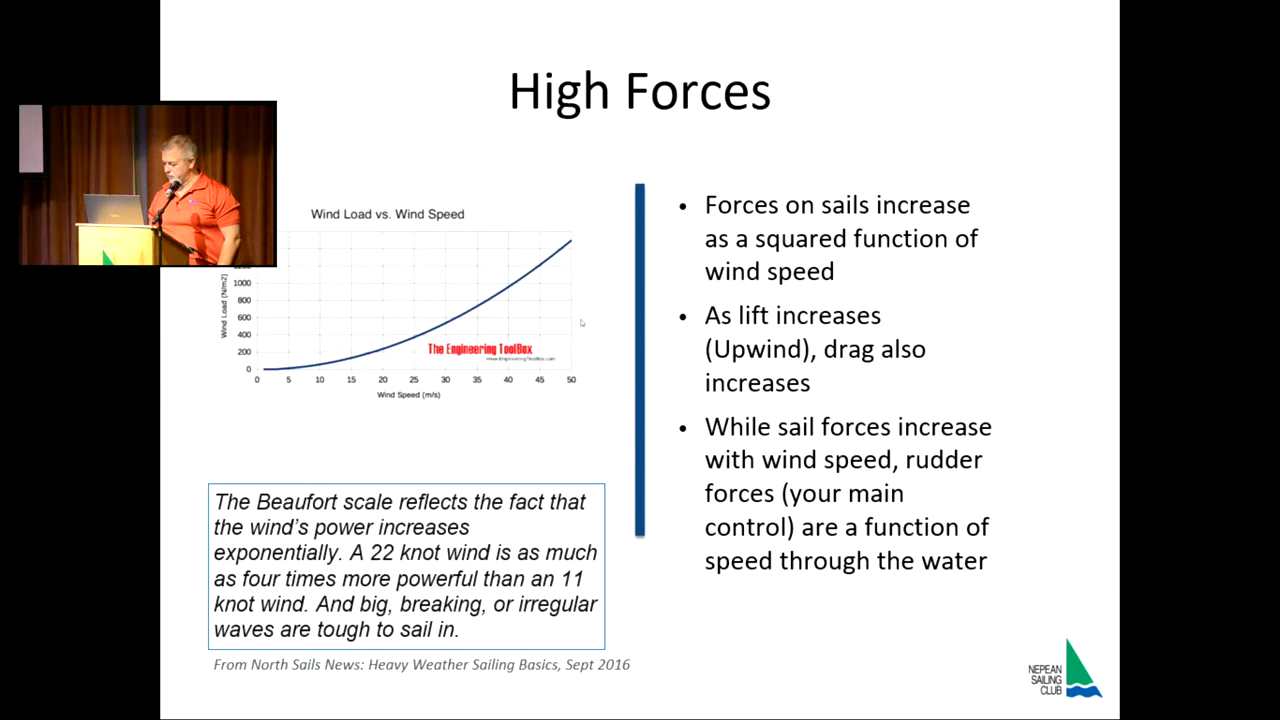 High Forces
Wind Load vs. Wind Speed
Wind Load (N/m2)
1000
800
600
400
200
0
0 5 10 15 20 25 30 35 40 45 50
Wind Speed (m/s)
The Engineering ToolBox
www.EngineeringToolBox.com
The Beaufort scale reflects the fact that
the wind's power increases
exponentially. A 22 knot wind is as much
as four times more powerful than an 11
knot wind. And big, breaking, or irregular
waves are tough to sail in.
From North Sails News: Heavy Weather Sailing Basics, Sept 2016
• Forces on sails increase
as a squared function of
wind speed
• As lift increases
(Upwind), drag also
increases
• While sail forces increase
with wind speed, rudder
forces (your main
control) are a function of
speed through the water
NEPEAN
SAILING
CLUB